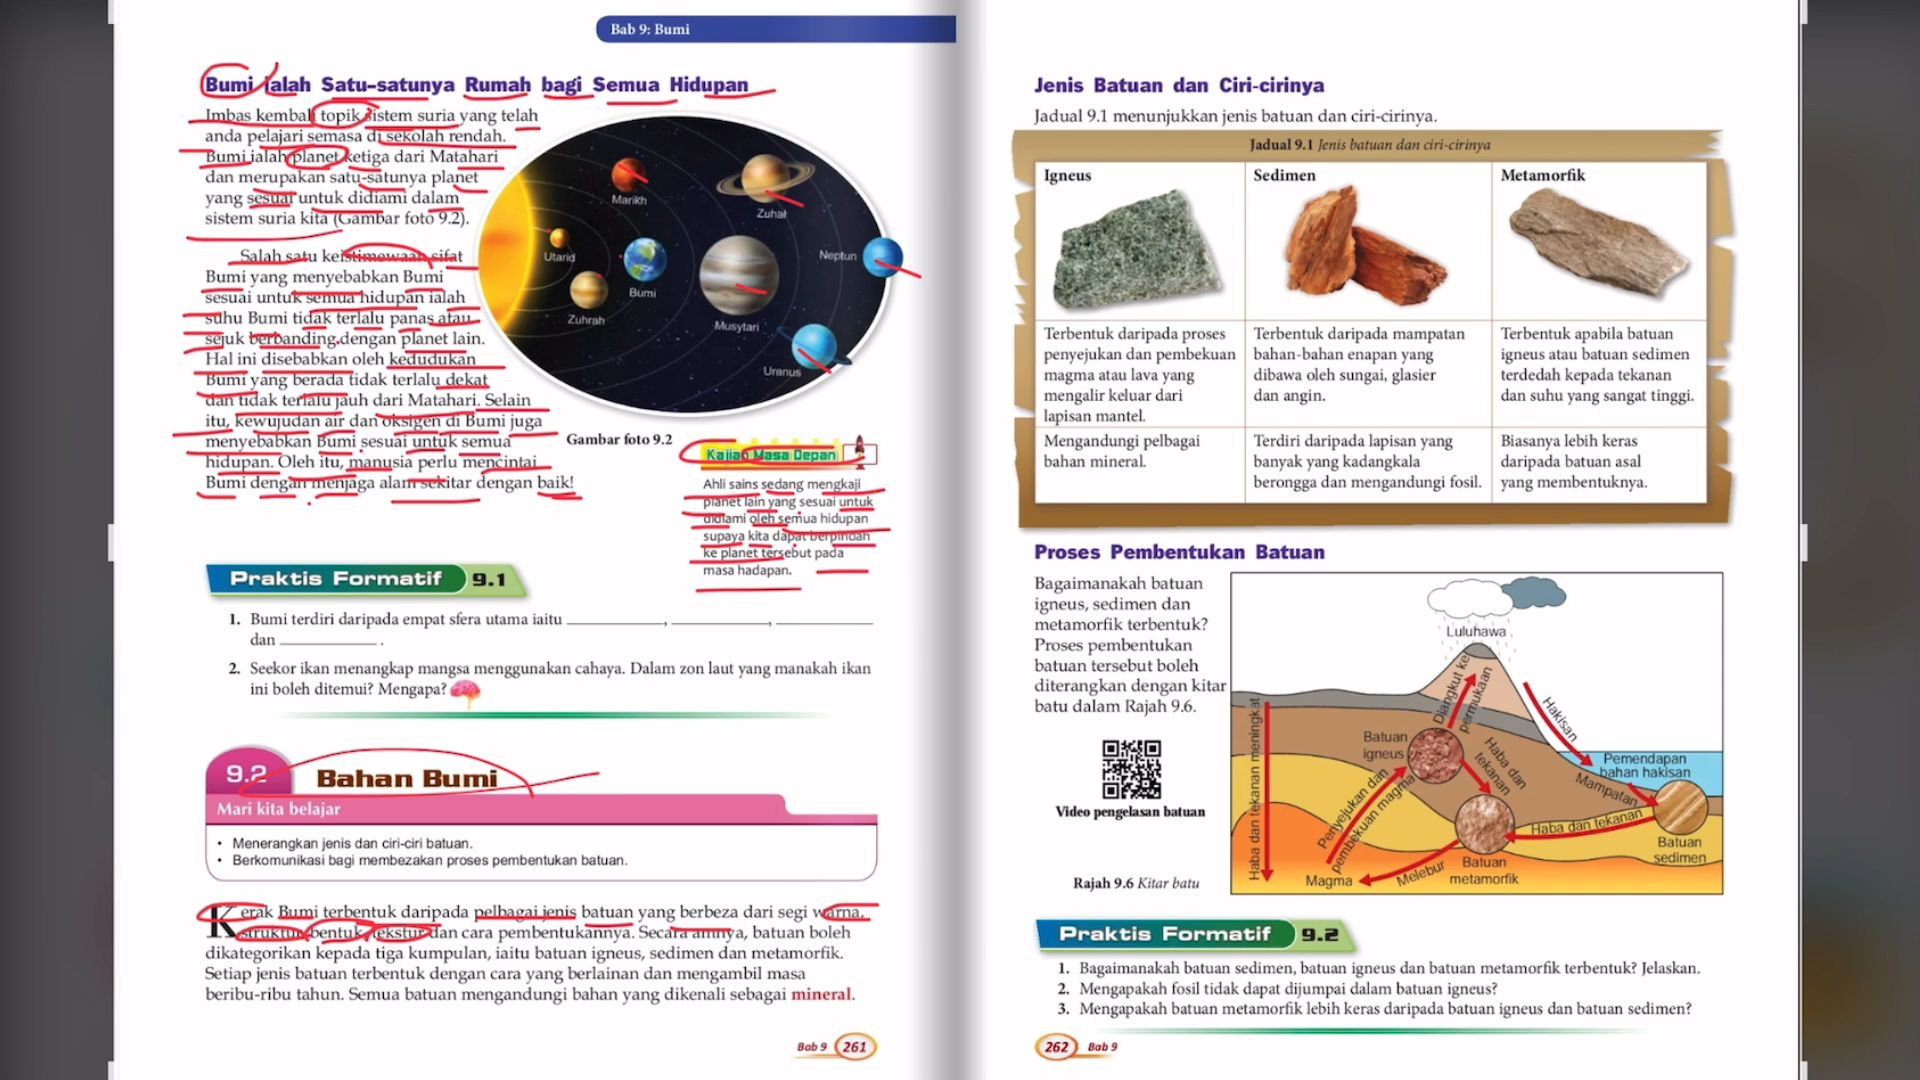 Bab 9: Bumi
Bumi ialah Satu-satunya Rumah bagi Semua Hidupan
Imbas kembali topik sistem suria yang telah
anda pelajari semasa di sekolah rendah.
Bumi ialah planet ketiga dari Matahari
dan merupakan satu-satunya planet
yang sesuai untuk didiami dalam
sistem suria kita (Gambar foto 9.2).
Salah satu keistimewaan sifat
Bumi yang menyebabkan Bumi
sesuai untuk semua hidupan ialah
suhu Bumi tidak terlalu panas atau
sejuk berbanding dengan planet lain.
Hal ini disebabkan oleh kedudukan
Bumi yang berada tidak terlalu dekat
dan tidak terlalu jauh dari Matahari. Selain
itu, kewujudan air dan oksigen di Bumi juga
menyebabkan Bumi sesuai untuk semua
hidupan. Oleh itu, manusia perlu mencintai
Bumi dengan menjaga alam sekitar dengan baik!
Marikh
Zuhal
Utarid
Neptun
Bumi
Zuhrah
Musytari
Uranus
Gambar foto 9.2
Kajian Masa Depan
Ahli sains sedang mengkaji
planet lain yang sesuai untuk
didiami oleh semua hidupan
supaya kita dapat berpindah
ke planet tersebut pada
masa hadapan.
Praktis Formatif 9.1
1. Bumi terdiri daripada empat sfera utama iaitu ____________, ____________, ____________
dan ____________ .
2. Seekor ikan menangkap mangsa menggunakan cahaya. Dalam zon laut yang manakah ikan
ini boleh ditemui? Mengapa?
9.2 Bahan Bumi
Mari kita belajar
• Menerangkan jenis dan ciri-ciri batuan.
• Berkomunikasi bagi membezakan proses pembentukan batuan.
Kerak Bumi terbentuk daripada pelbagai jenis batuan yang berbeza dari segi warna,
struktur, bentuk, tekstur dan cara pembentukannya. Secara amnya, batuan boleh
dikategorikan kepada tiga kumpulan, iaitu batuan igneus, sedimen dan metamorfik.
Setiap jenis batuan terbentuk dengan cara yang berlainan dan mengambil masa
beribu-ribu tahun. Semua batuan mengandungi bahan yang dikenali sebagai mineral.
Bab 9 261
Jenis Batuan dan Ciri-cirinya
Jadual 9.1 menunjukkan jenis batuan dan ciri-cirinya.
Jadual 9.1 Jenis batuan dan ciri-cirinya
Igneus
Sedimen
Metamorfik
Terbentuk daripada proses
penyejukan dan pembekuan
magma atau lava yang
mengalir keluar dari
lapisan mantel.
Terbentuk daripada mampatan
bahan-bahan enapan yang
dibawa oleh sungai, glasier
dan angin.
Terbentuk apabila batuan
igneus atau batuan sedimen
terdedah kepada tekanan
dan suhu yang sangat tinggi.
Mengandungi pelbagai
bahan mineral.
Terdiri daripada lapisan yang
banyak yang kadangkala
berongga dan mengandungi fosil.
Biasanya lebih keras
daripada batuan asal
yang membentuknya.
Proses Pembentukan Batuan
Bagaimanakah batuan
igneus, sedimen dan
metamorfik terbentuk?
Proses pembentukan
batuan tersebut boleh
diterangkan dengan kitar
batu dalam Rajah 9.6.
Video pengelasan batuan
Rajah 9.6 Kitar batu
Luluhawa
Diangkut ke
permukaan
Hakisan
Haba dan tekanan meningkat
Batuan
igneus
Haba dan
tekanan
Pemendapan
bahan hakisan
Mampatan
Penyejukan dan
pembekuan magma
Haba dan tekanan
Batuan
sedimen
Batuan
metamorfik
Melebur
Magma
Praktis Formatif 9.2
1. Bagaimanakah batuan sedimen, batuan igneus dan batuan metamorfik terbentuk? Jelaskan.
2. Mengapakah fosil tidak dapat dijumpai dalam batuan igneus?
3. Mengapakah batuan metamorfik lebih keras daripada batuan igneus dan batuan sedimen?
262 Bab 9